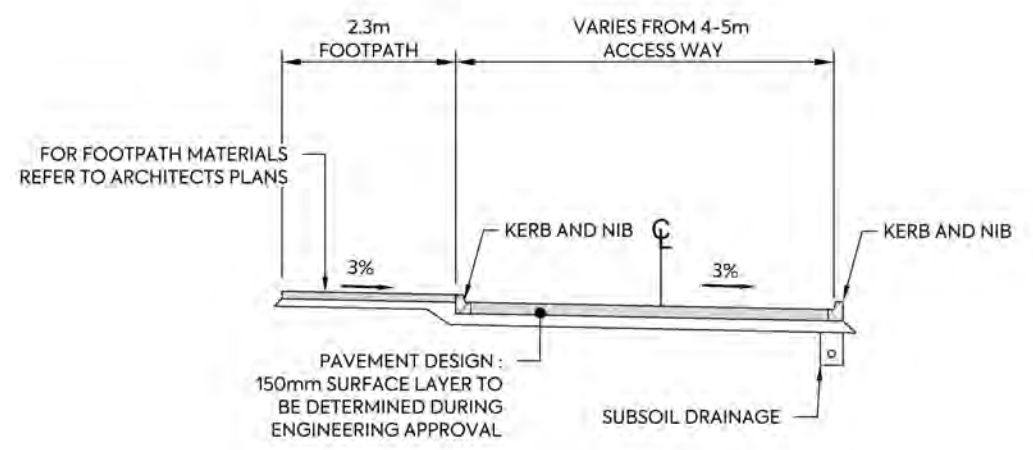 2.3m
FOOTPATH
VARIES FROM 4-5m
ACCESS WAY
FOR FOOTPATH MATERIALS
REFER TO ARCHITECTS PLANS
KERB AND NIB
CL
KERB AND NIB
3%
3%
PAVEMENT DESIGN :
150mm SURFACE LAYER TO
BE DETERMINED DURING
ENGINEERING APPROVAL
SUBSOIL DRAINAGE